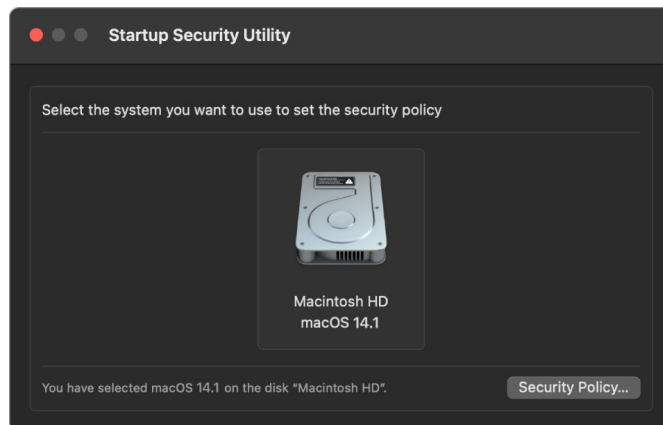 Startup Security Utility
Select the system you want to use to set the security policy
Macintosh HD
macOS 14.1
You have selected macOS 14.1 on the disk “Macintosh HD”.
Security Policy...